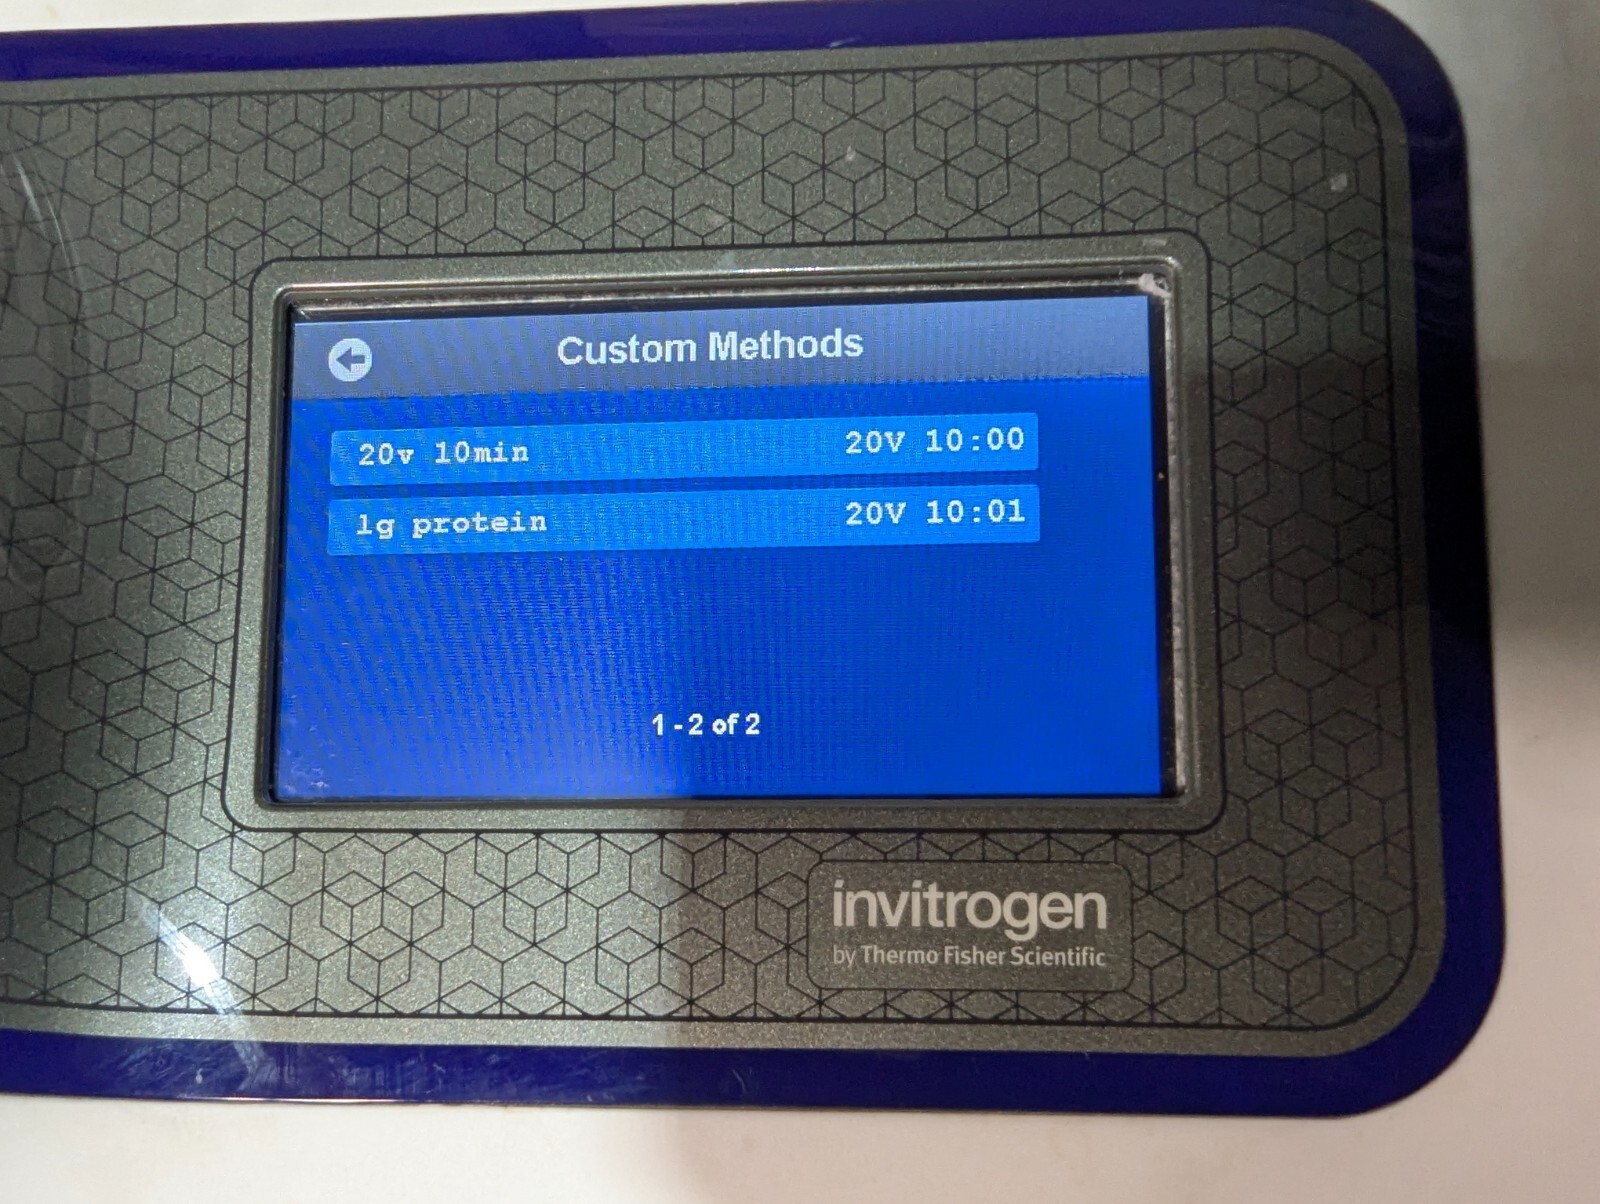 Custom Methods
20v 10min 20V 10:00
lg protein 20V 10:01
1 - 2 of 2
invitrogen
by Thermo Fisher Scientific